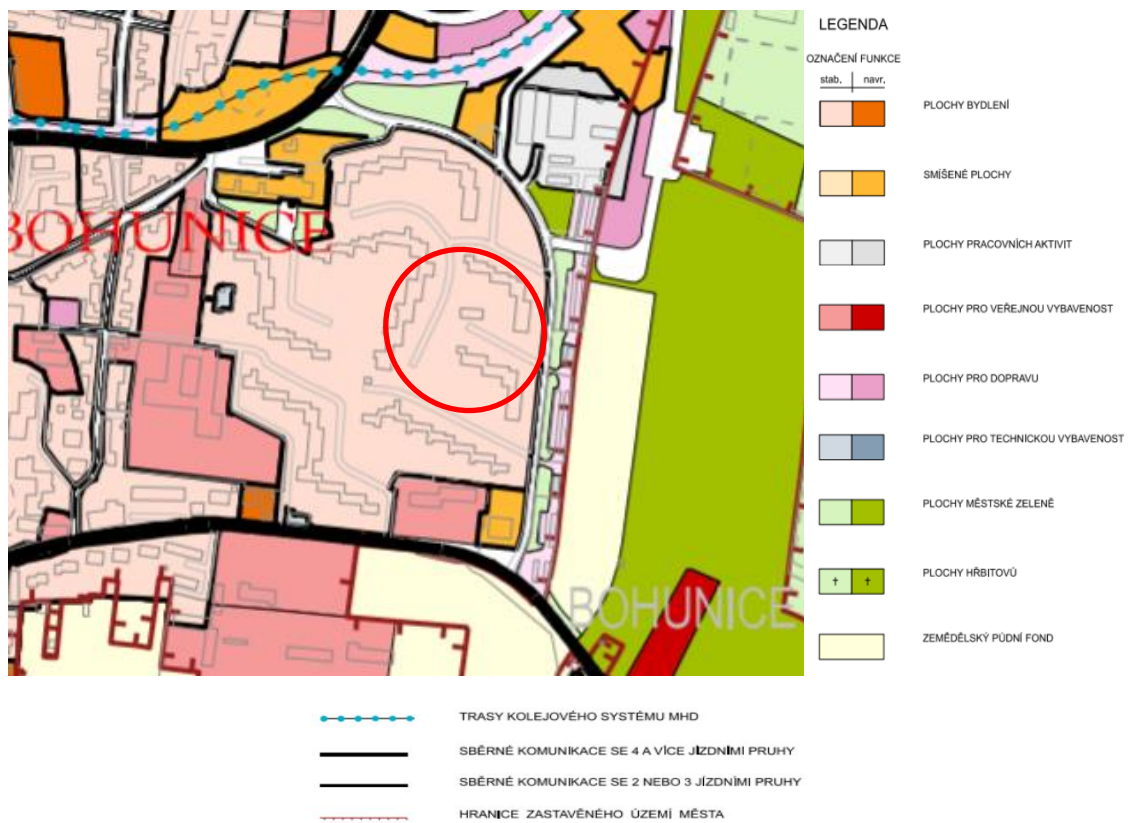 BOHUNICE
BOHUNICE
LEGENDA
OZNAČENÍ FUNKCE
stab. navr.
PLOCHY BYDLENÍ
SMÍŠENÉ PLOCHY
PLOCHY PRACOVNÍCH AKTIVIT
PLOCHY PRO VEŘEJNOU VYBAVENOST
PLOCHY PRO DOPRAVU
PLOCHY PRO TECHNICKOU VYBAVENOST
PLOCHY MĚSTSKÉ ZELENĚ
PLOCHY HŘBITOVŮ
ZEMĚDĚLSKÝ PŮDNÍ FOND
TRASY KOLEJOVÉHO SYSTÉMU MHD
SBĚRNÉ KOMUNIKACE SE 4 A VÍCE JÍZDNÍMI PRUHY
SBĚRNÉ KOMUNIKACE SE 2 NEBO 3 JÍZDNÍMI PRUHY
HRANICE ZASTAVĚNÉHO ÚZEMÍ MĚSTA